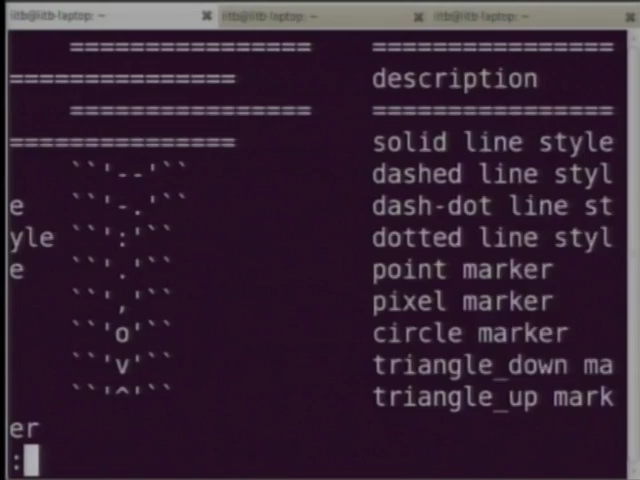 litb@litb-laptop: ~ litb@litb-laptop: ~ litb@litb-laptop: ~
================ ================
=============== description
================ ================
=============== solid line style
``'--'`` dashed line styl
e ``'-.'`` dash-dot line st
yle ``':'`` dotted line styl
e ``'.'`` point marker
``','`` pixel marker
``'o'`` circle marker
``'v'`` triangle_down ma
``'^'`` triangle_up mark
er
: